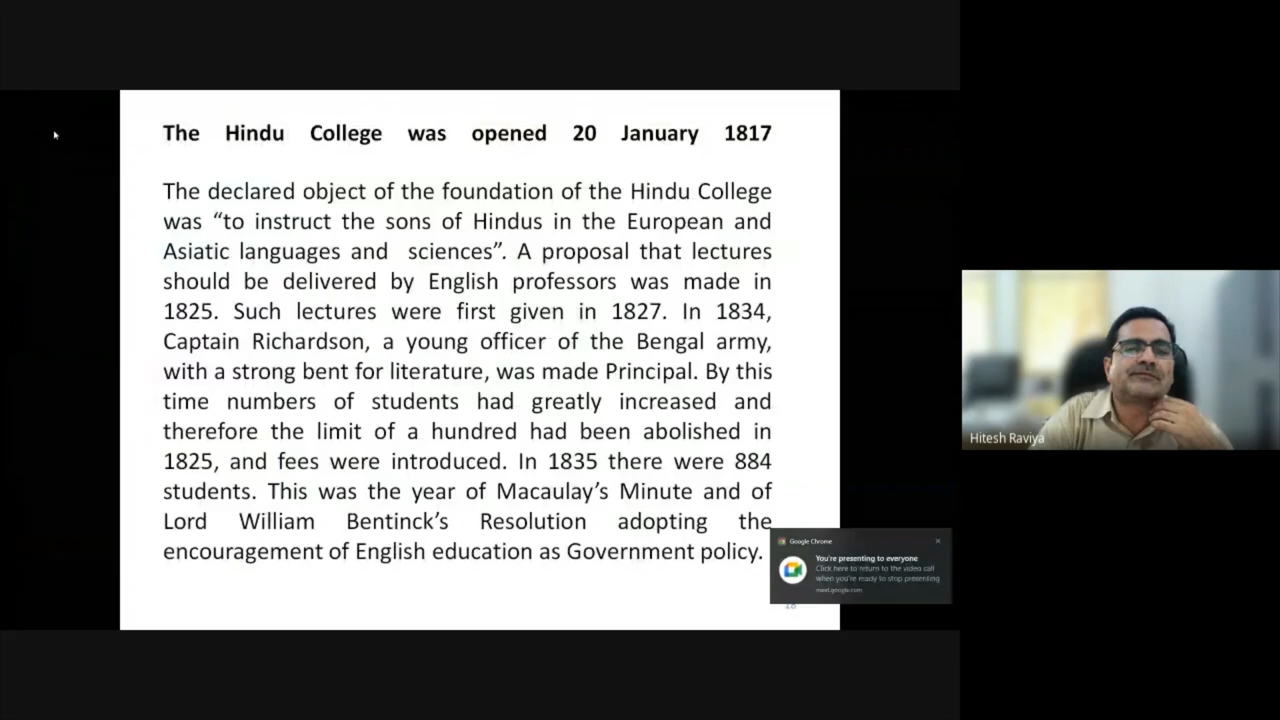 The Hindu College was opened 20 January 1817
The declared object of the foundation of the Hindu College
was “to instruct the sons of Hindus in the European and
Asiatic languages and sciences”. A proposal that lectures
should be delivered by English professors was made in
1825. Such lectures were first given in 1827. In 1834,
Captain Richardson, a young officer of the Bengal army,
with a strong bent for literature, was made Principal. By this
time numbers of students had greatly increased and
therefore the limit of a hundred had been abolished in
1825, and fees were introduced. In 1835 there were 884
students. This was the year of Macaulay’s Minute and of
Lord William Bentinck’s Resolution adopting the
encouragement of English education as Government policy.
Google Chrome
You're presenting to everyone
Click here to return to the video call
when you're ready to stop presenting
meet.google.com
Hitesh Raviya